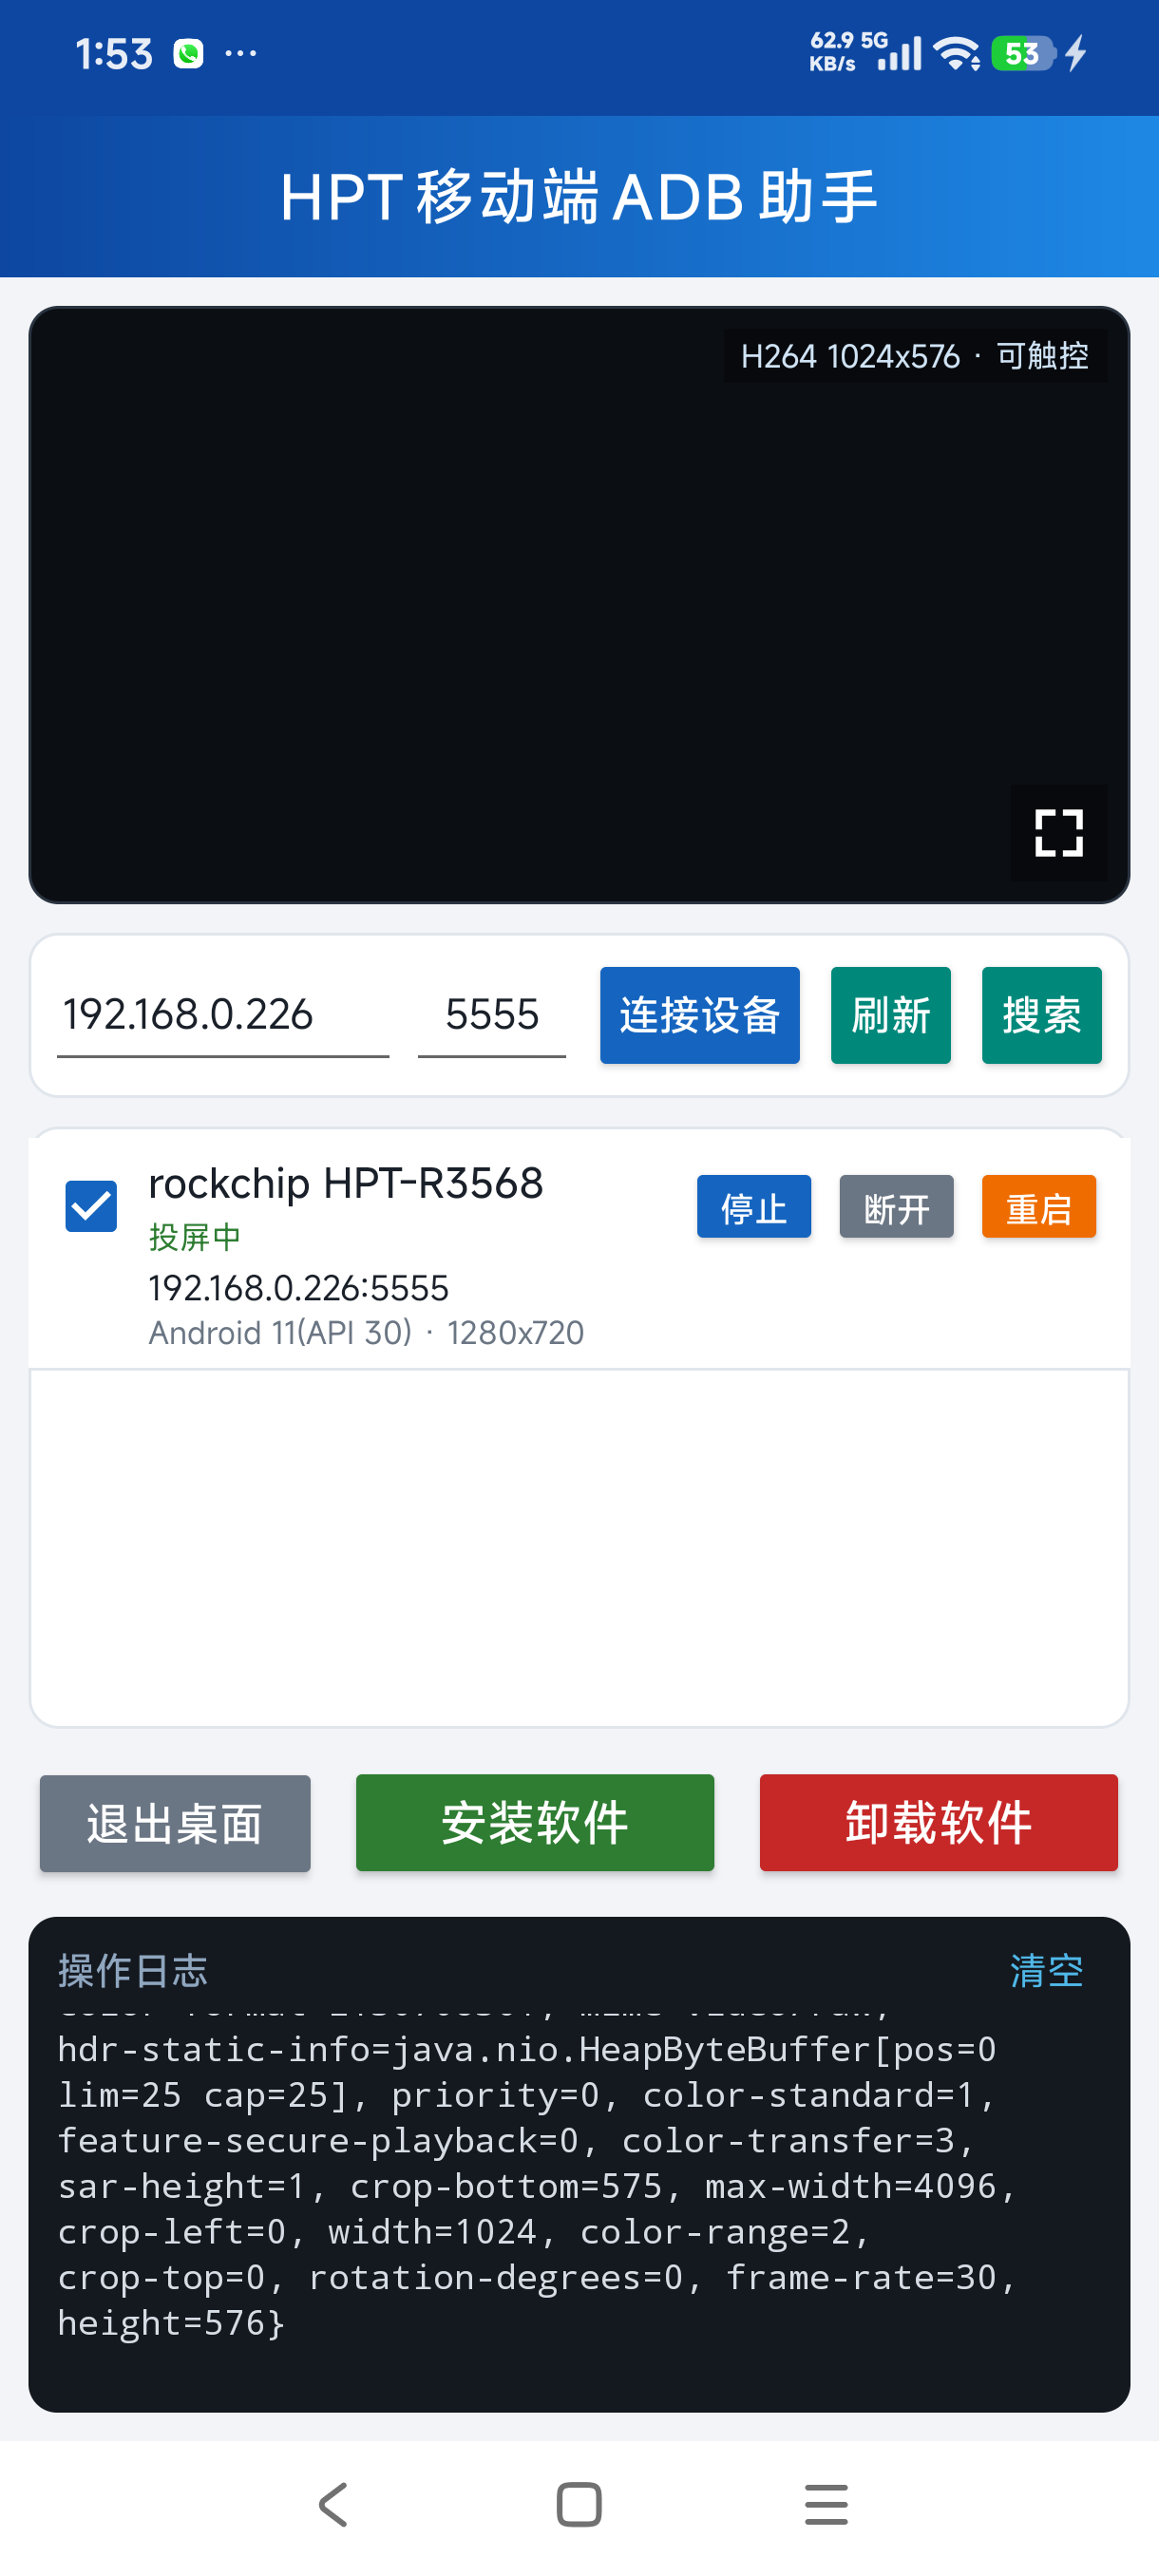 1:53 ...
62.9 KB/s 5G 53
HPT 移动端 ADB 助手
H264 1024x576 · 可触控
192.168.0.226 5555 连接设备 刷新 搜索
rockchip HPT-R3568 停止 断开 重启
投屏中
192.168.0.226:5555
Android 11(API 30) · 1280x720
退出桌面 安装软件 卸载软件
操作日志 清空
hdr-static-info=java.nio.HeapByteBuffer[pos=0
lim=25 cap=25], priority=0, color-standard=1,
feature-secure-playback=0, color-transfer=3,
sar-height=1, crop-bottom=575, max-width=4096,
crop-left=0, width=1024, color-range=2,
crop-top=0, rotation-degrees=0, frame-rate=30,
height=576}